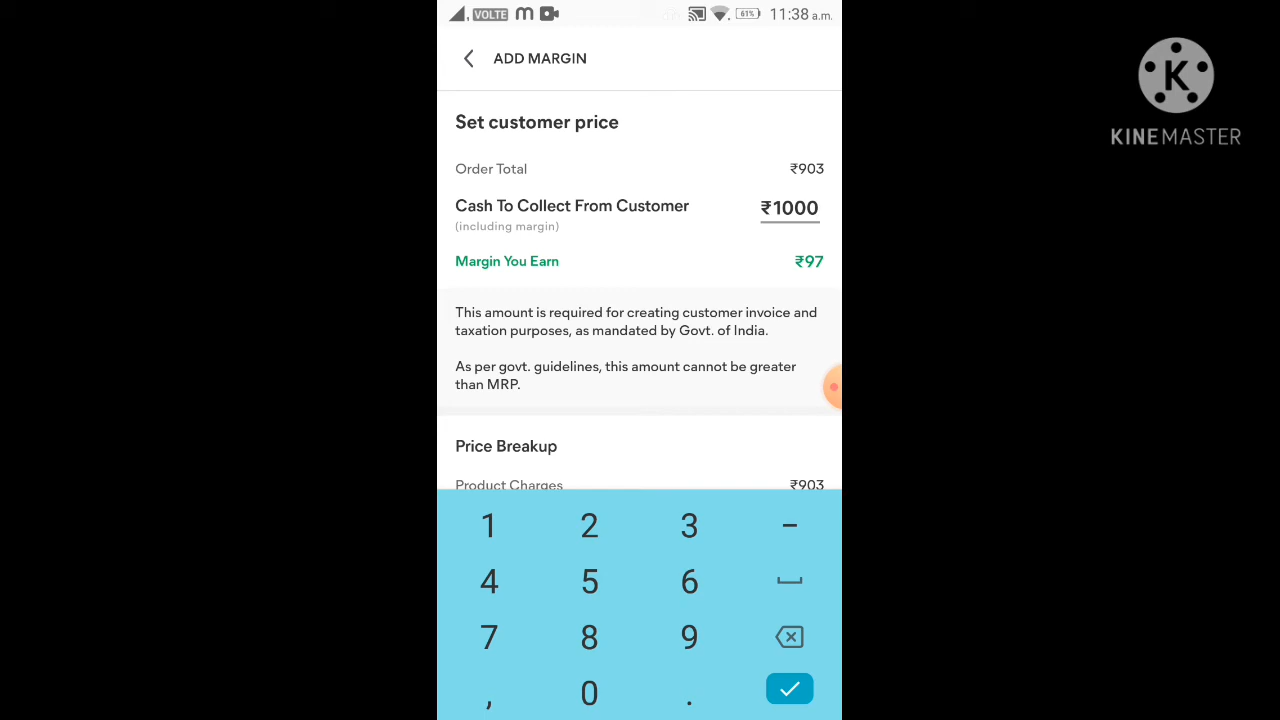 VOLTE m 61% 11:38 a.m.
ADD MARGIN
K
KINEMASTER
Set customer price
Order Total ₹903
Cash To Collect From Customer ₹1000
(including margin)
Margin You Earn ₹97
This amount is required for creating customer invoice and
taxation purposes, as mandated by Govt. of India.
As per govt. guidelines, this amount cannot be greater
than MRP.
Price Breakup
Product Charges ₹903
1 2 3 -
4 5 6
7 8 9
, 0 .